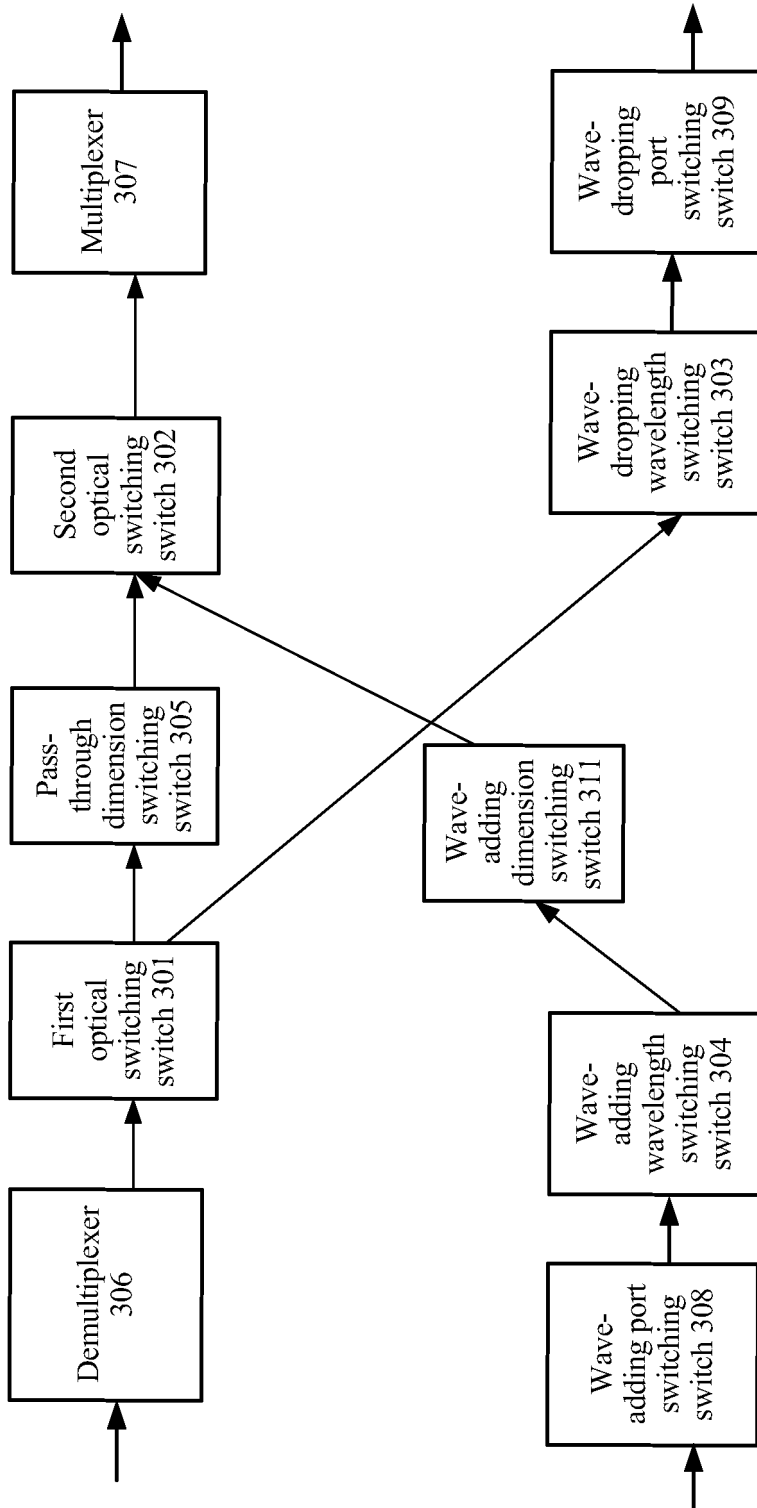 Demultiplexer
306
First
optical
switching
switch 301
Pass-
through
dimension
switching
switch 305
Second
optical
switching
switch 302
Multiplexer
307
Wave-
adding port
switching
switch 308
Wave-
adding
wavelength
switching
switch 304
Wave-
adding
dimension
switching
switch 311
Wave-
dropping
wavelength
switching
switch 303
Wave-
dropping
port
switching
switch 309